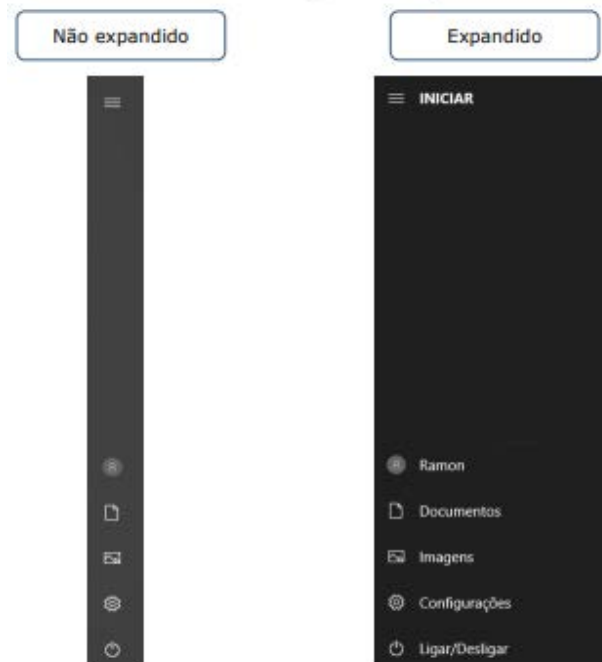 Não expandido
Expandido
INICIAR
R
Ramon
R
Documentos
Imagens
Configurações
Ligar/Desligar